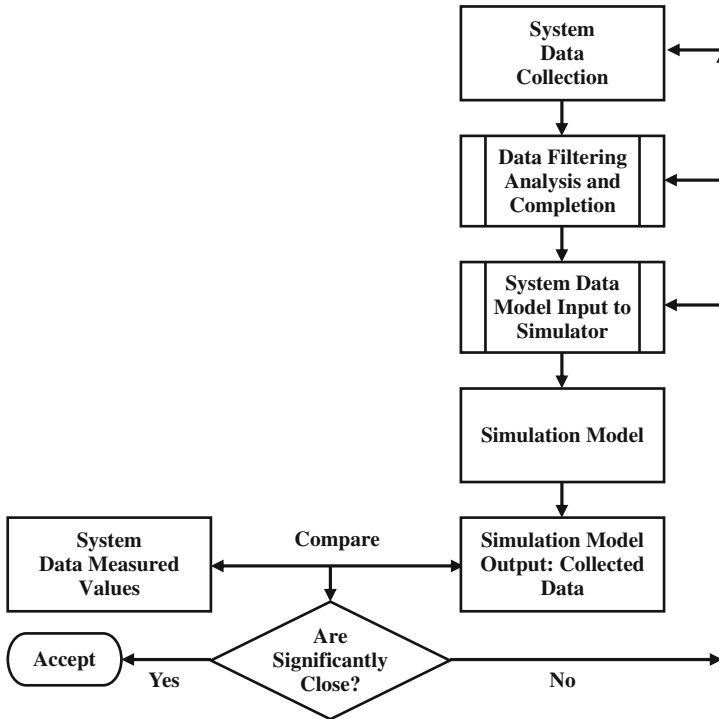 System
Data
Collection
Data Filtering
Analysis and
Completion
System Data
Model Input to
Simulator
Simulation Model
System
Data Measured
Values
Compare
Simulation Model
Output: Collected
Data
Are
Significantly
Close?
Accept
Yes
No